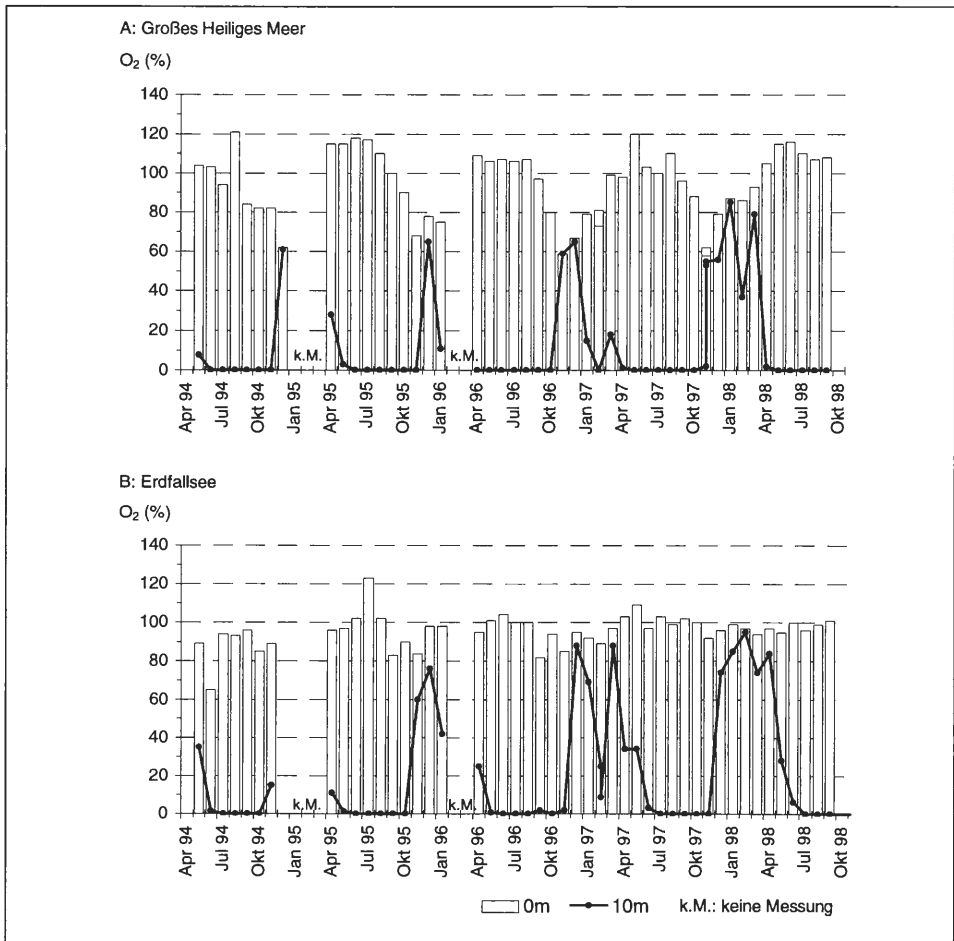 A: Großes Heiliges Meer
O₂ (%)
140
120
100
80
60
40
20
0
k.M.
k.M.
Apr 94
Jul 94
Okt 94
Jan 95
Apr 95
Jul 95
Okt 95
Jan 96
Apr 96
Jul 96
Okt 96
Jan 97
Apr 97
Jul 97
Okt 97
Jan 98
Apr 98
Jul 98
Okt 98
B: Erdfallsee
O₂ (%)
140
120
100
80
60
40
20
0
k.M.
k.M.
Apr 94
Jul 94
Okt 94
Jan 95
Apr 95
Jul 95
Okt 95
Jan 96
Apr 96
Jul 96
Okt 96
Jan 97
Apr 97
Jul 97
Okt 97
Jan 98
Apr 98
Jul 98
Okt 98
0m 10m k.M.: keine Messung